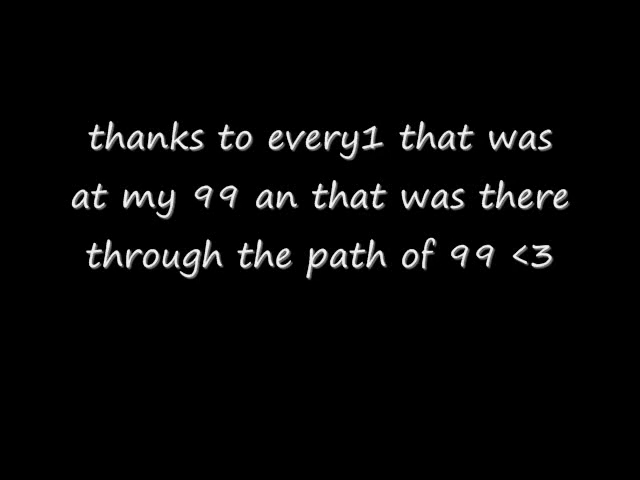 thanks to every1 that was
at my 99 an that was there
through the path of 99 <3